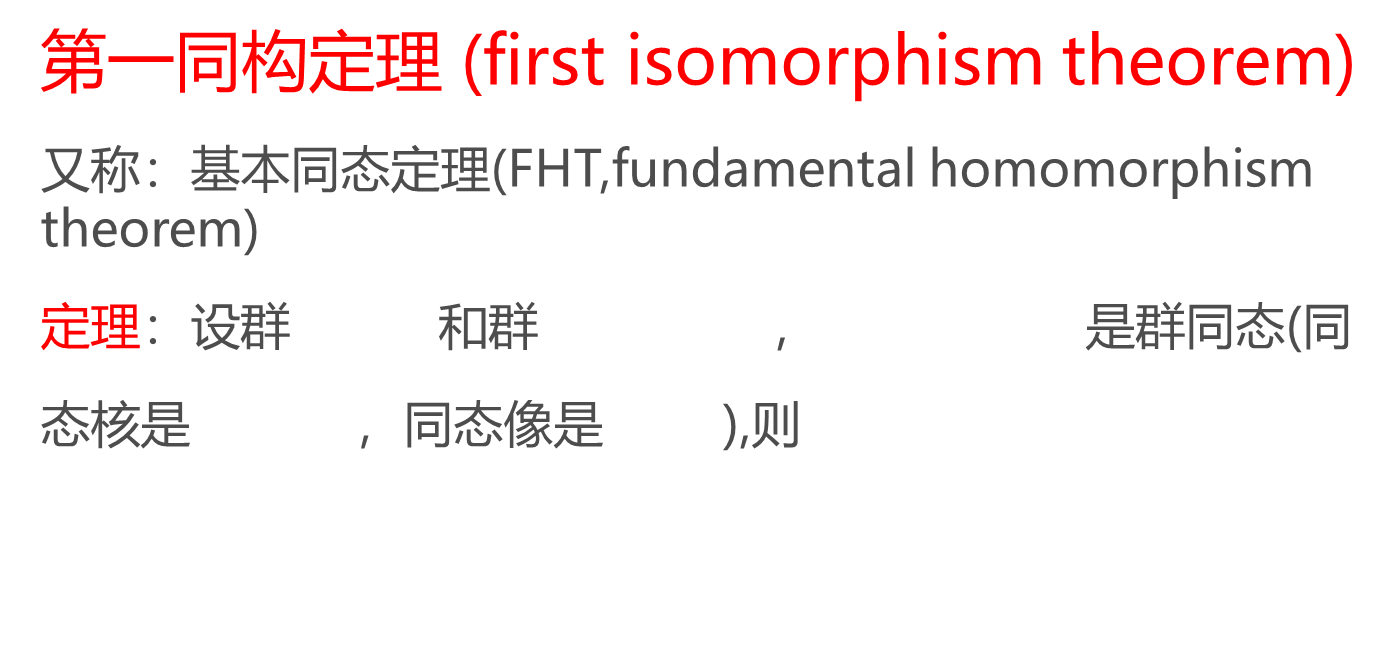 第一同构定理 (first isomorphism theorem)
又称：基本同态定理(FHT,fundamental homomorphism
theorem)
定理：设群 和群 , 是群同态(同
态核是 ，同态像是 ),则